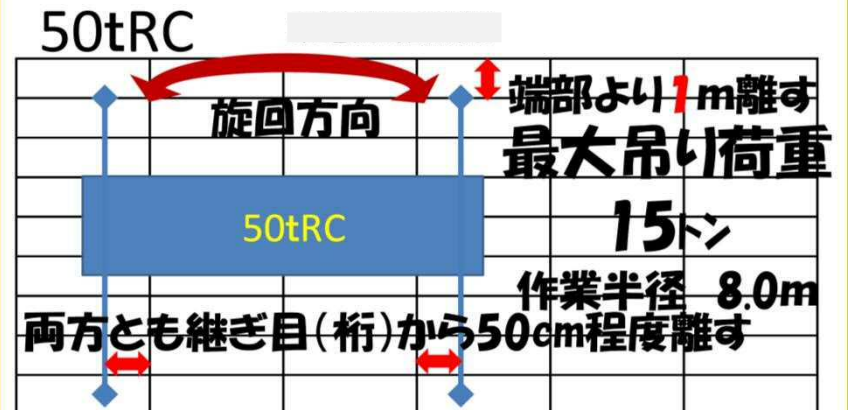 50tRC
旋回方向
端部より1m離す
最大吊り荷重
50tRC
15トン
作業半径 8.0m
両方とも継ぎ目(桁)から50cm程度離す